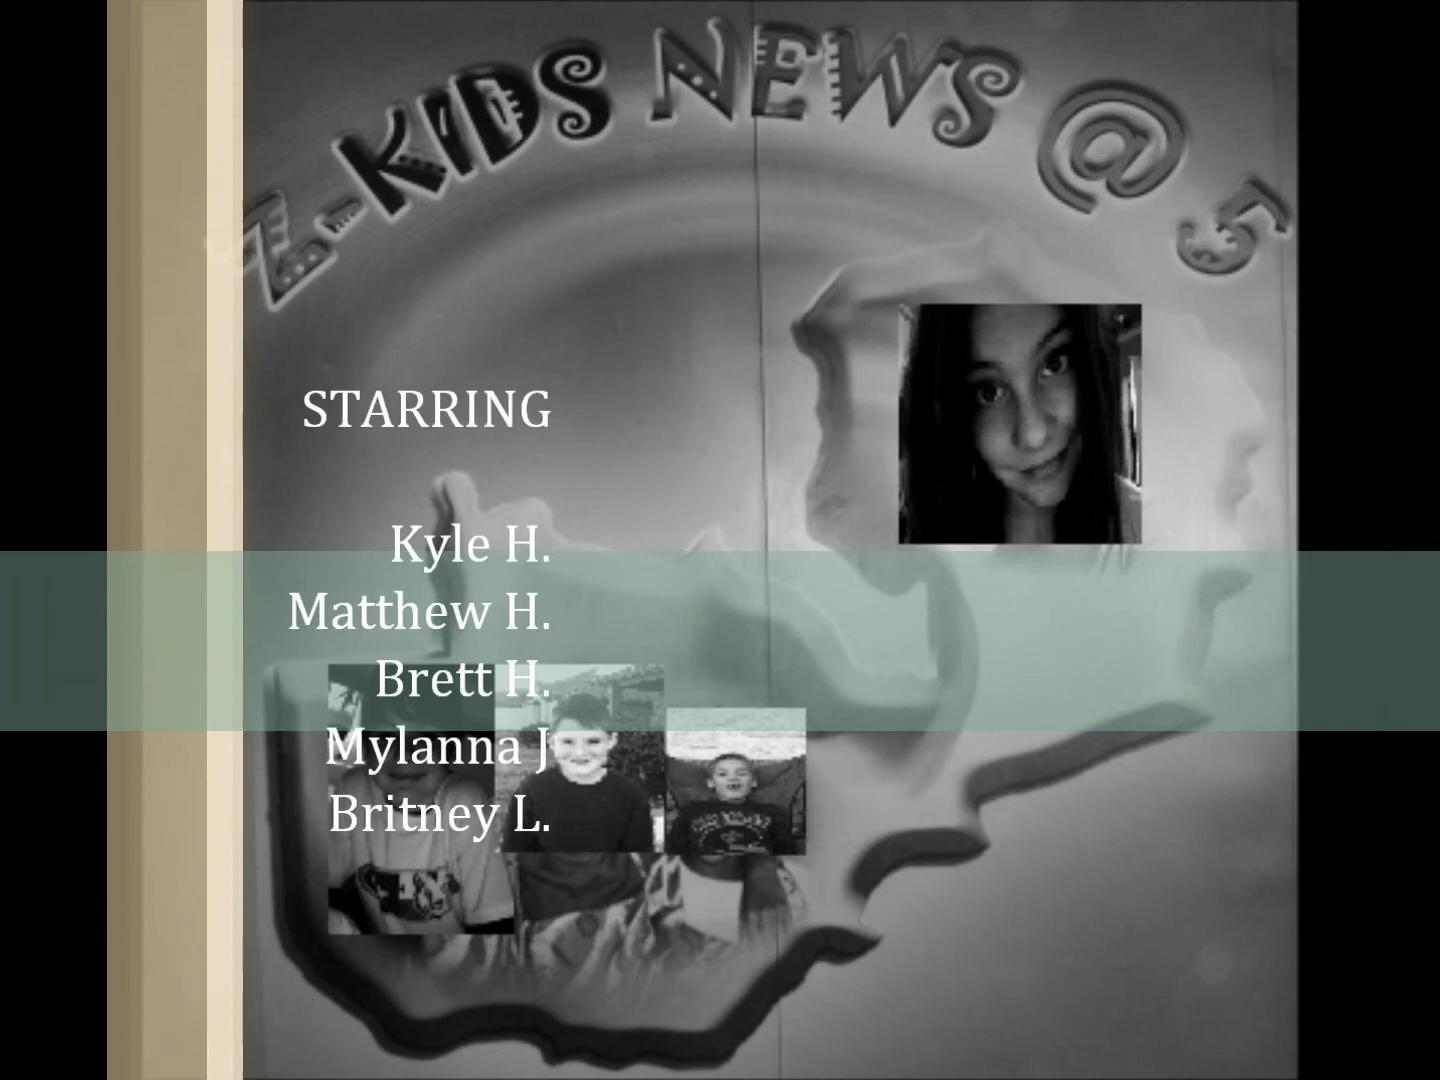 Z-KIDS NEWS @ 5
STARRING
Kyle H.
Matthew H.
Brett H.
Mylanna J
Britney L.